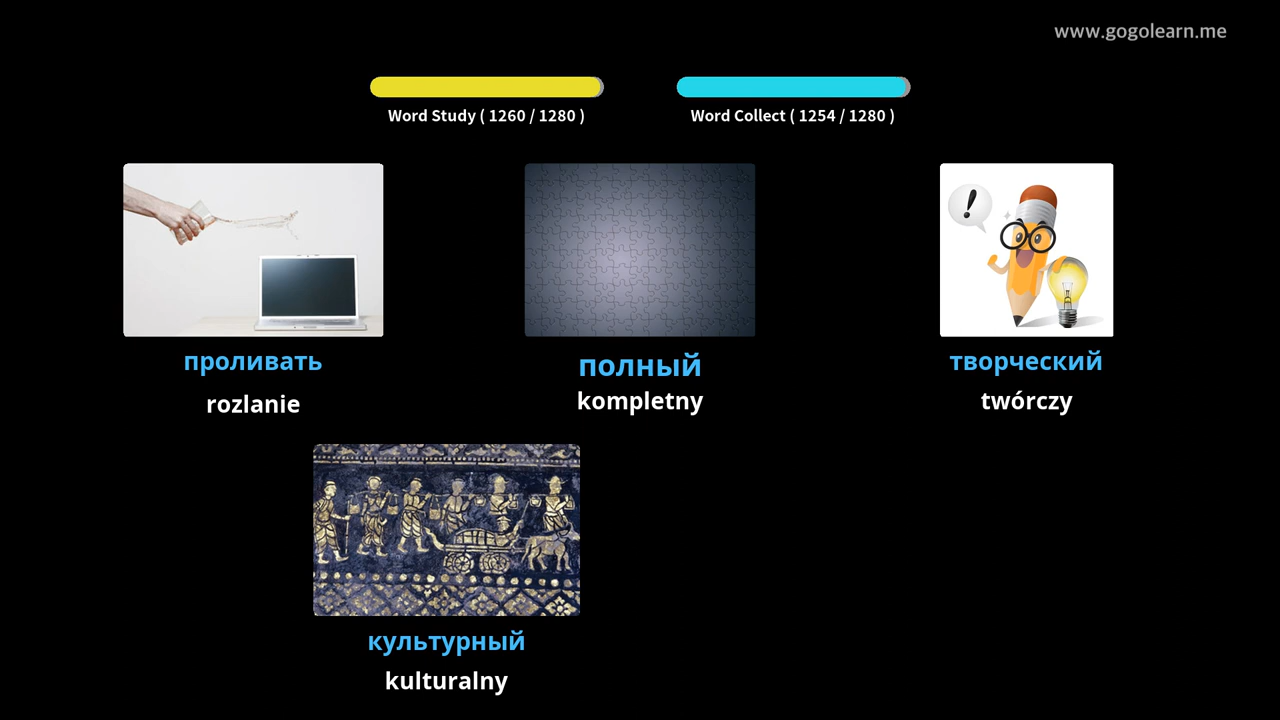 www.gogolearn.me
Word Study ( 1260 / 1280 )
Word Collect ( 1254 / 1280 )
проливать
rozlanie
полный
kompletny
творческий
twórczy
культурный
kulturalny